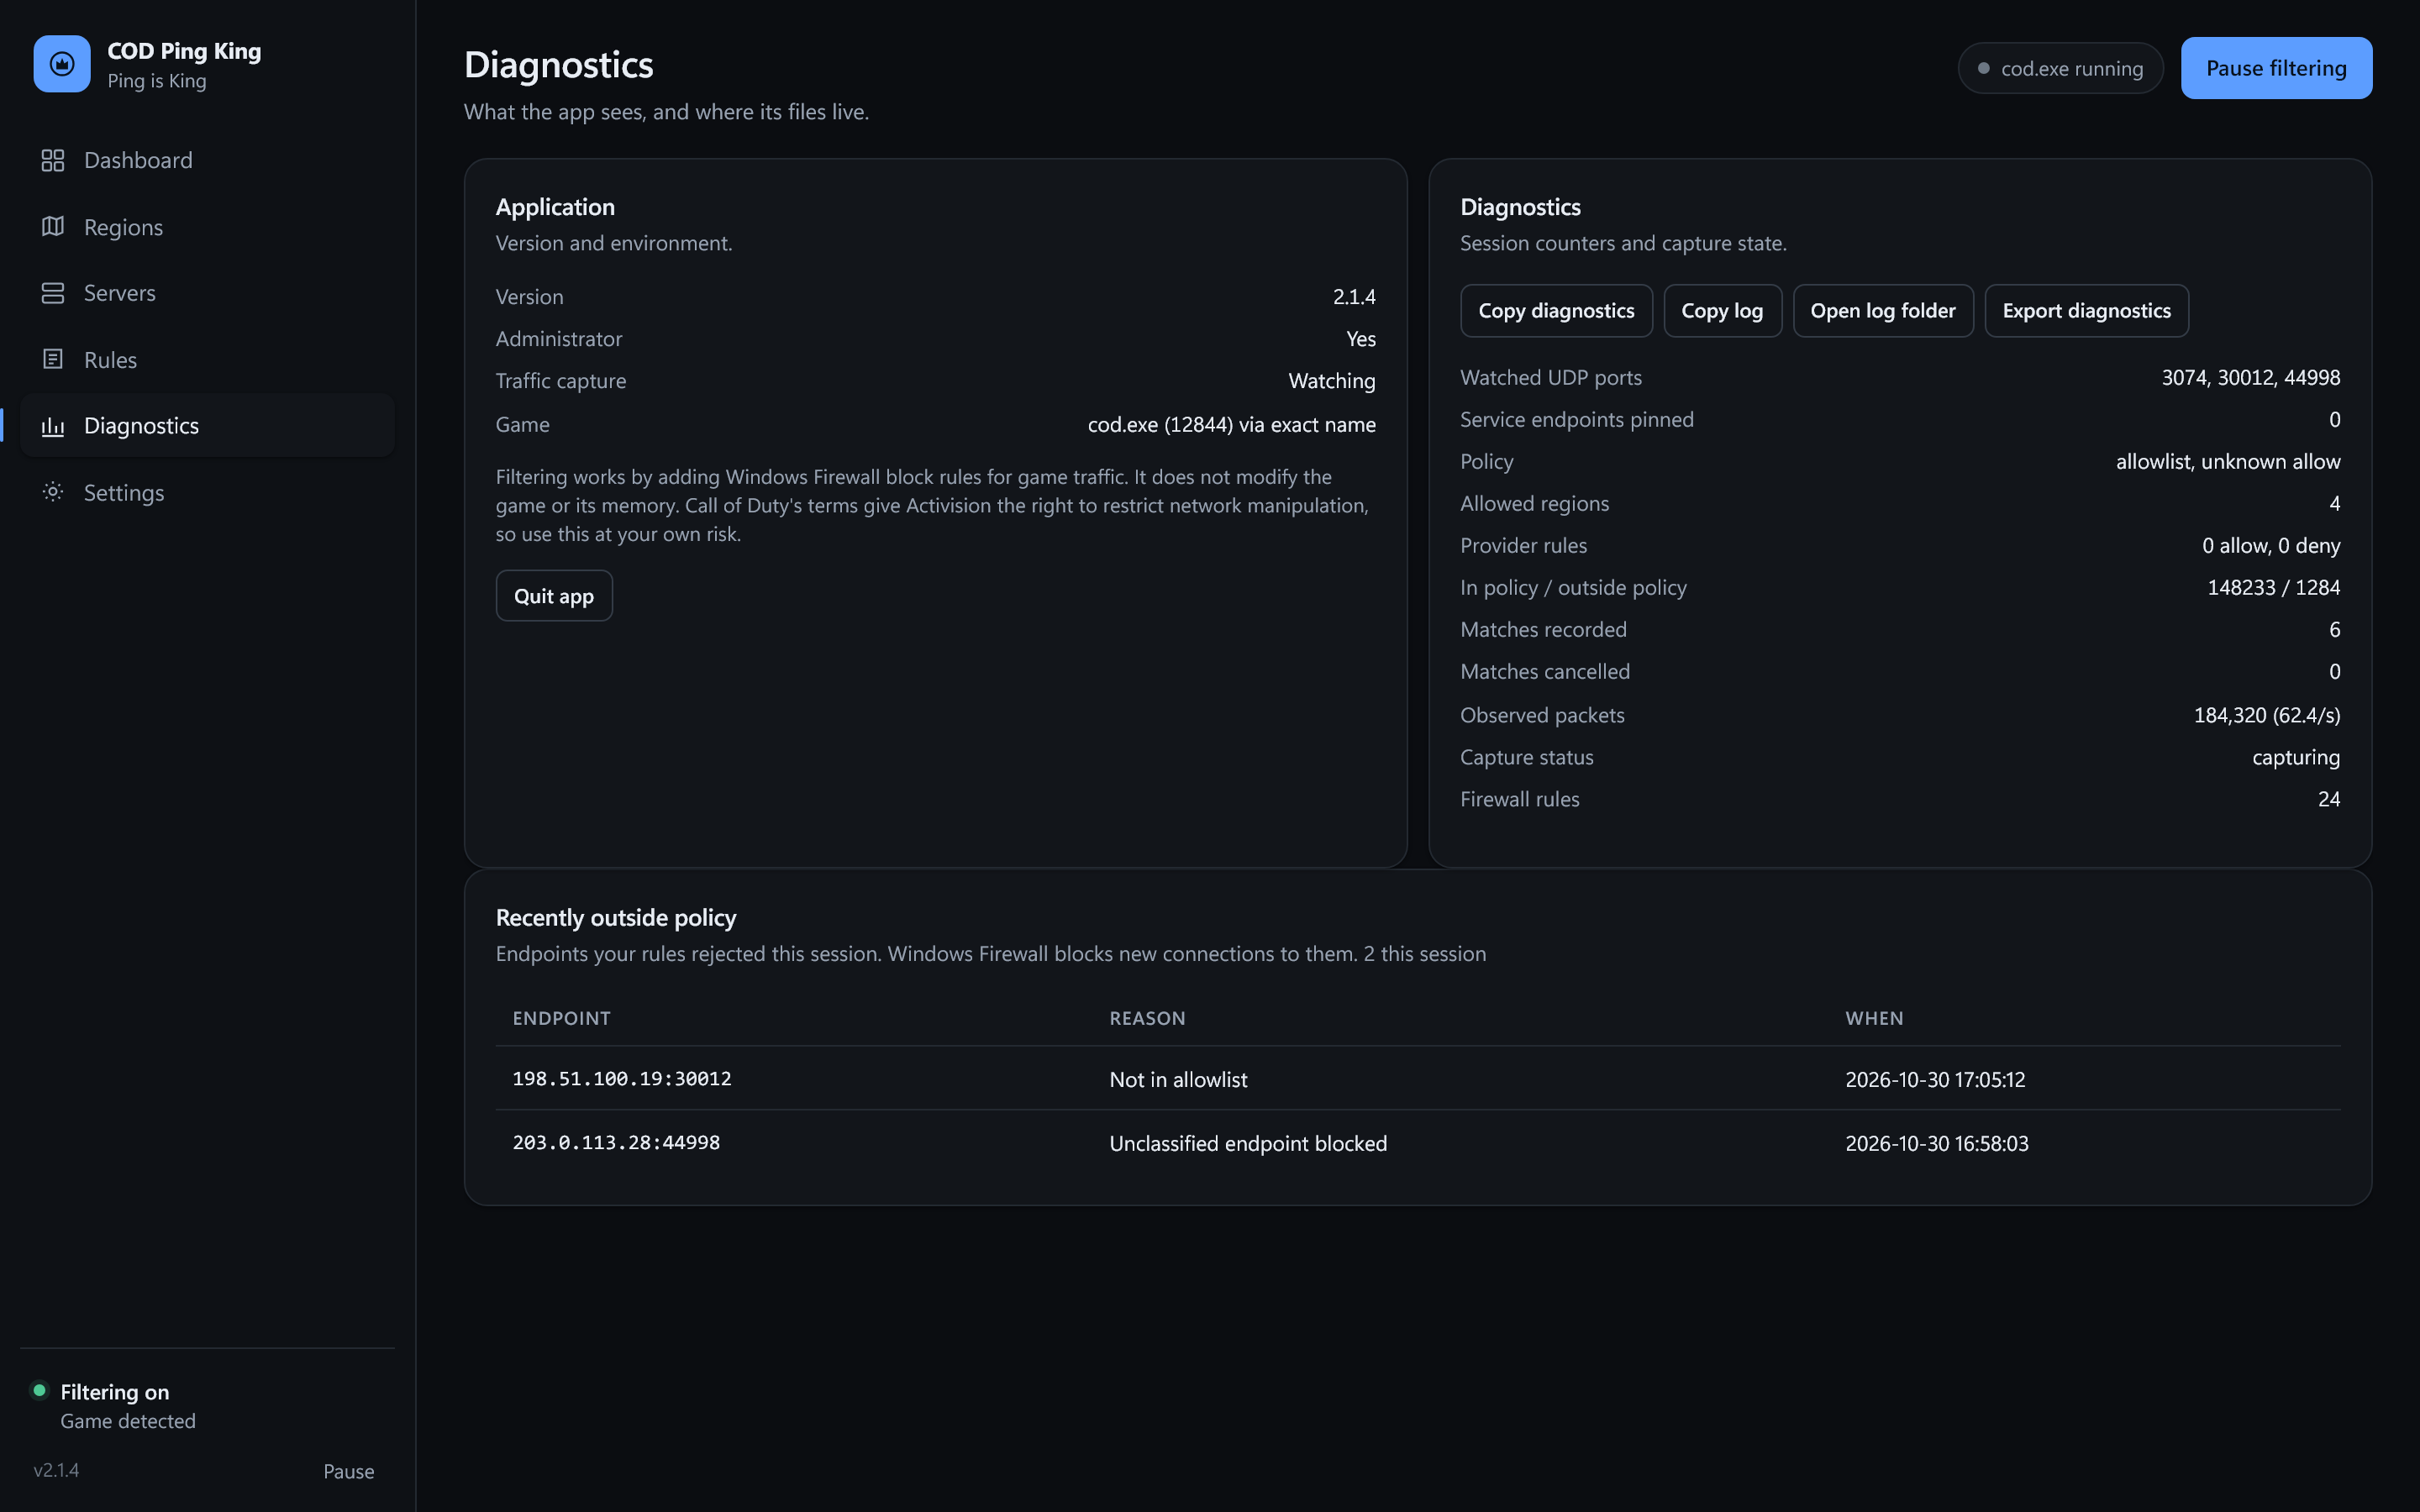 COD Ping King
Ping is King
Dashboard
Regions
Servers
Rules
Diagnostics
Settings
Filtering on
Game detected
v2.1.4
Pause
Diagnostics
What the app sees, and where its files live.
cod.exe running
Pause filtering
Application
Version and environment.
Version 2.1.4
Administrator Yes
Traffic capture Watching
Game cod.exe (12844) via exact name
Filtering works by adding Windows Firewall block rules for game traffic. It does not modify the
game or its memory. Call of Duty's terms give Activision the right to restrict network manipulation,
so use this at your own risk.
Quit app
Diagnostics
Session counters and capture state.
Copy diagnostics Copy log Open log folder Export diagnostics
Watched UDP ports 3074, 30012, 44998
Service endpoints pinned 0
Policy allowlist, unknown allow
Allowed regions 4
Provider rules 0 allow, 0 deny
In policy / outside policy 148233 / 1284
Matches recorded 6
Matches cancelled 0
Observed packets 184,320 (62.4/s)
Capture status capturing
Firewall rules 24
Recently outside policy
Endpoints your rules rejected this session. Windows Firewall blocks new connections to them. 2 this session
ENDPOINT REASON WHEN
198.51.100.19:30012 Not in allowlist 2026-10-30 17:05:12
203.0.113.28:44998 Unclassified endpoint blocked 2026-10-30 16:58:03